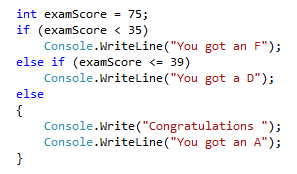 int examScore = 75;
if (examScore < 35)
    Console.WriteLine("You got an F");
else if (examScore <= 39)
    Console.WriteLine("You got a D");
else
{
    Console.Write("Congratulations ");
    Console.WriteLine("You got an A");
}